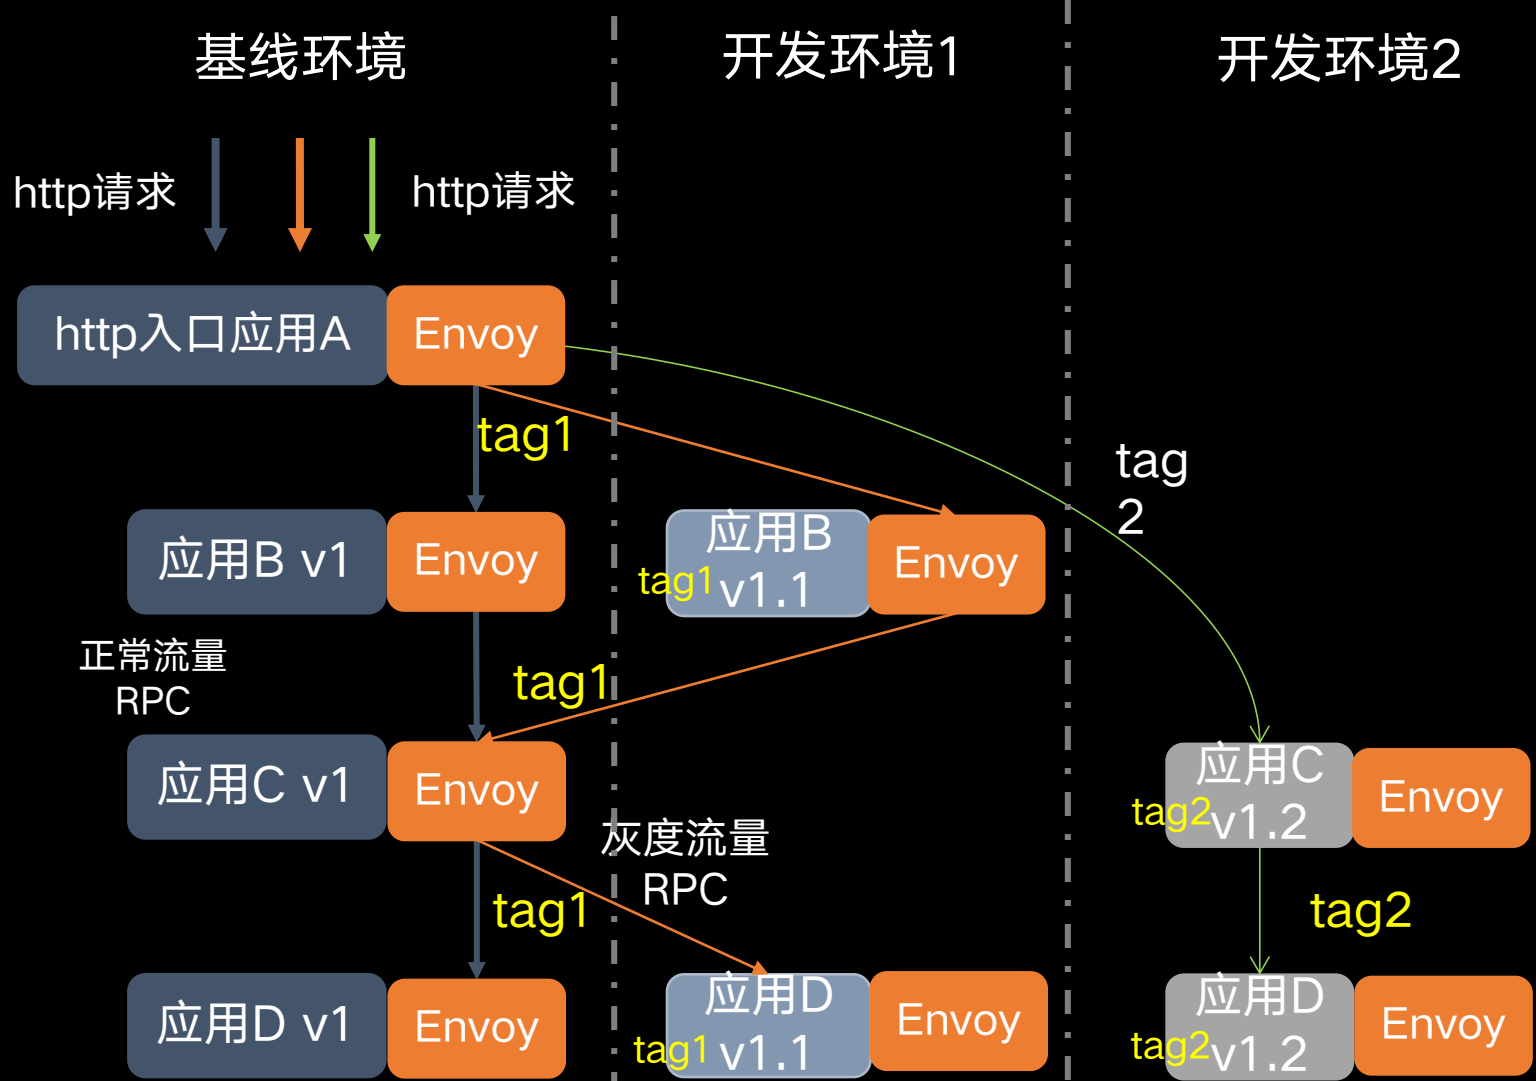 基线环境
开发环境1
开发环境2
http请求
http请求
http入口应用A
Envoy
tag1
tag
2
应用B v1
Envoy
应用B
v1.1
tag1
Envoy
正常流量
RPC
tag1
应用C v1
Envoy
应用C
v1.2
tag2
Envoy
灰度流量
RPC
tag1
tag2
应用D v1
Envoy
应用D
v1.1
tag1
Envoy
应用D
v1.2
tag2
Envoy